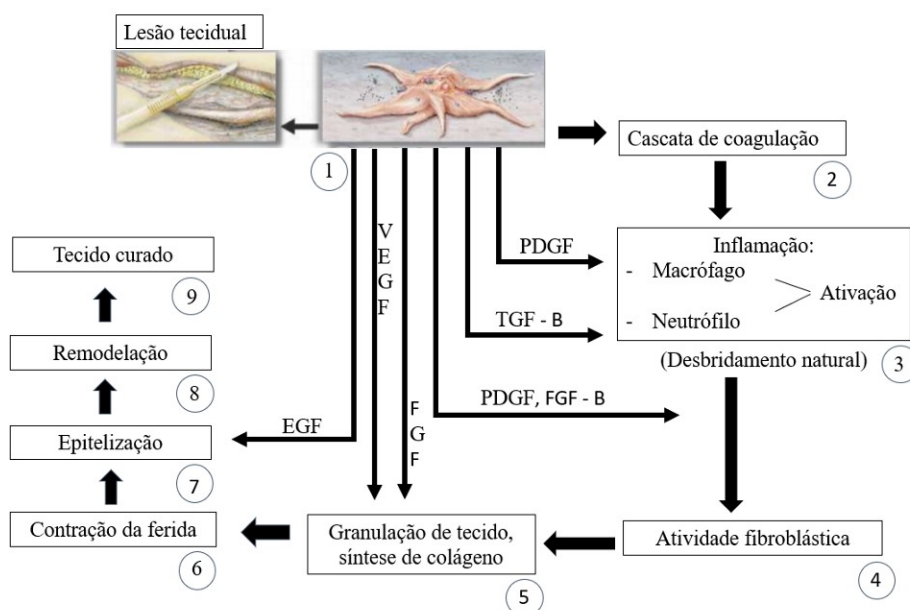 Lesão tecidual
1
Cascata de coagulação
2
VEGF
PDGF
Inflamação:
- Macrófago
Ativação
- Neutrófilo
TGF - B
(Desbridamento natural)
3
Tecido curado
9
Remodelação
8
PDGF, FGF - B
FGF
EGF
Epitelização
7
Contração da ferida
6
Granulação de tecido,
síntese de colágeno
5
Atividade fibroblástica
4